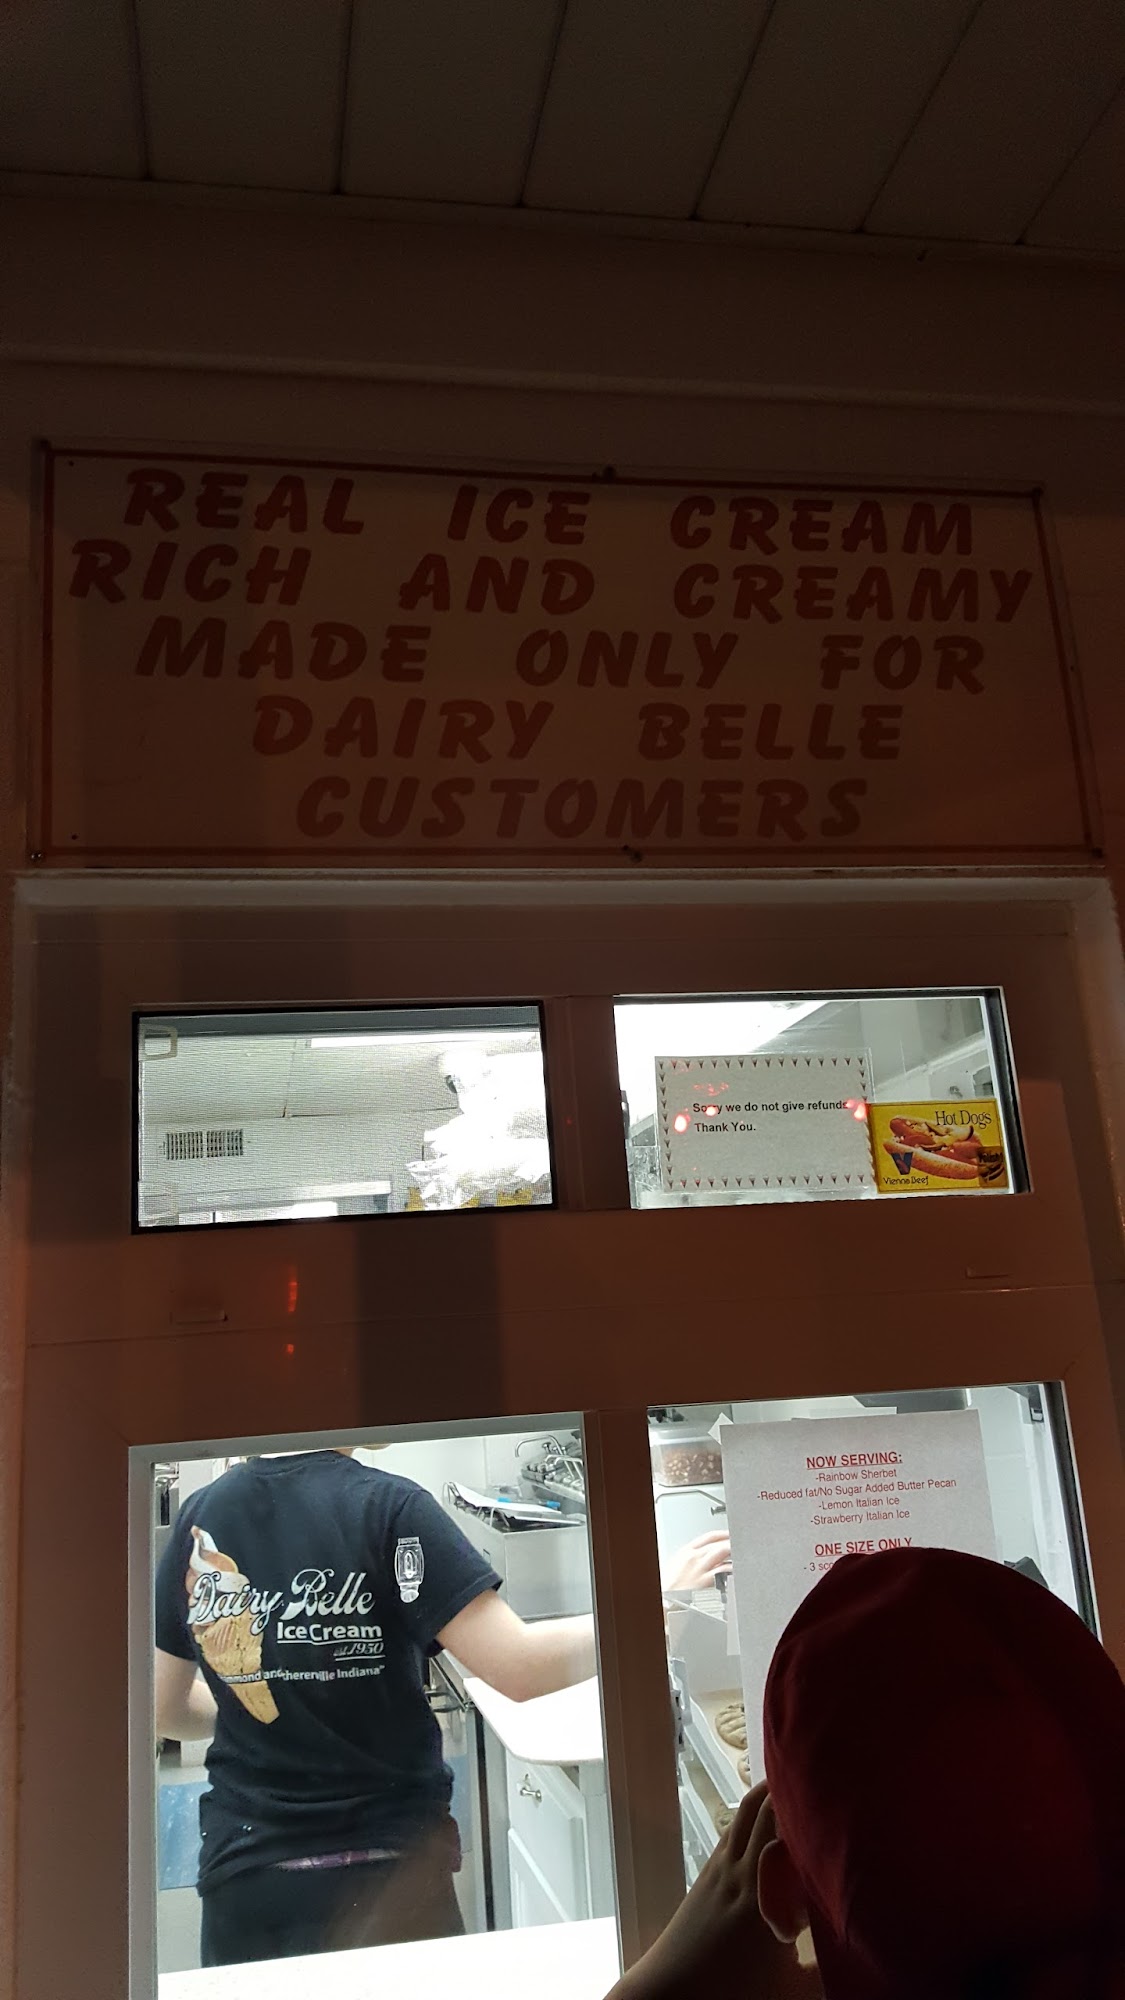 REAL ICE CREAM
RICH AND CREAMY
MADE ONLY FOR
DAIRY BELLE
CUSTOMERS
Sorry we do not give refunds
Thank You.
Hot Dogs
Vienna Beef
NOW SERVING:
-Rainbow Sherbet
-Reduced fat/No Sugar Added Butter Pecan
-Lemon Italian Ice
-Strawberry Italian Ice
ONE SIZE ONLY
- 3
Dairy Belle
Ice Cream
est. 1950
Indiana"